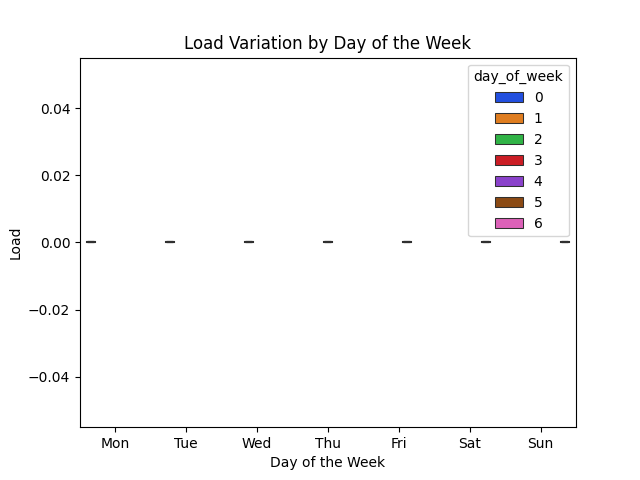 Load Variation by Day of the Week
day_of_week
0
1
2
3
4
5
6
0.04
0.02
0.00
−0.02
−0.04
Load
Mon Tue Wed Thu Fri Sat Sun
Day of the Week